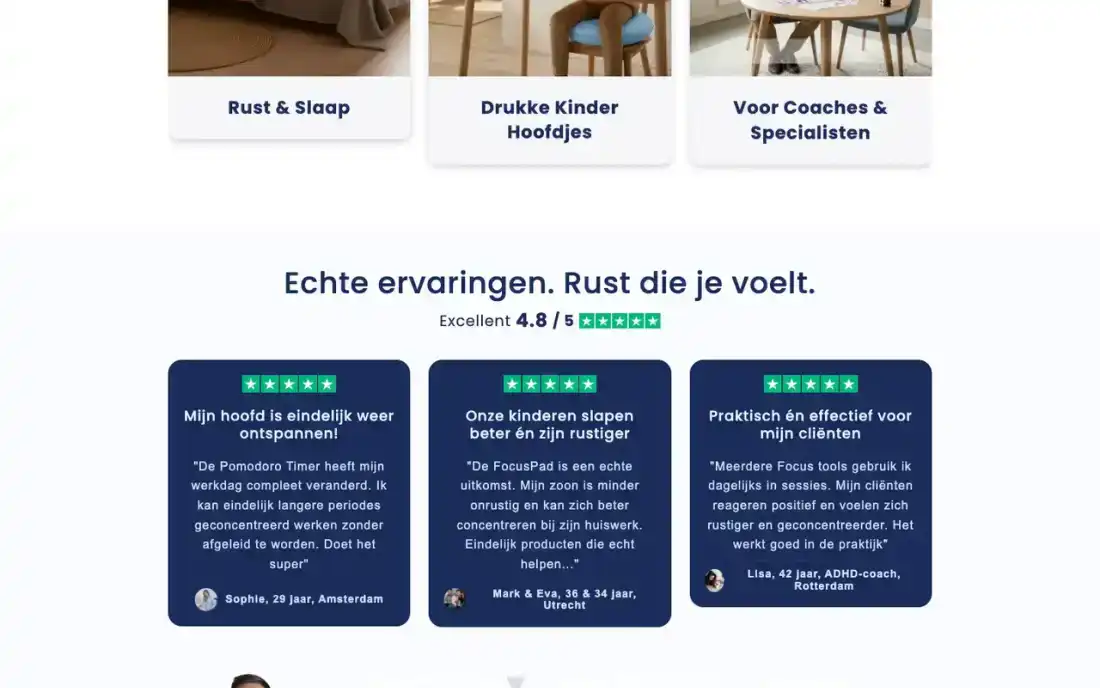 Rust & Slaap
Drukke Kinder
Hoofdjes
Voor Coaches &
Specialisten
Echte ervaringen. Rust die je voelt.
Excellent 4.8 / 5
Mijn hoofd is eindelijk weer
ontspannen!
"De Pomodoro Timer heeft mijn
werkdag compleet veranderd. Ik
kan eindelijk langere periodes
geconcentreerd werken zonder
afgeleid te worden. Doet het
super"
Sophie, 29 jaar, Amsterdam
Onze kinderen slapen
beter én zijn rustiger
"De FocusPad is een echte
uitkomst. Mijn zoon is minder
onrustig en kan zich beter
concentreren bij zijn huiswerk.
Eindelijk producten die echt
helpen..."
Mark & Eva, 36 & 34 jaar,
Utrecht
Praktisch én effectief voor
mijn cliënten
"Meerdere Focus tools gebruik ik
dagelijks in sessies. Mijn cliënten
reageren positief en voelen zich
rustiger en geconcentreerder. Het
werkt goed in de praktijk"
Lisa, 42 jaar, ADHD-coach,
Rotterdam